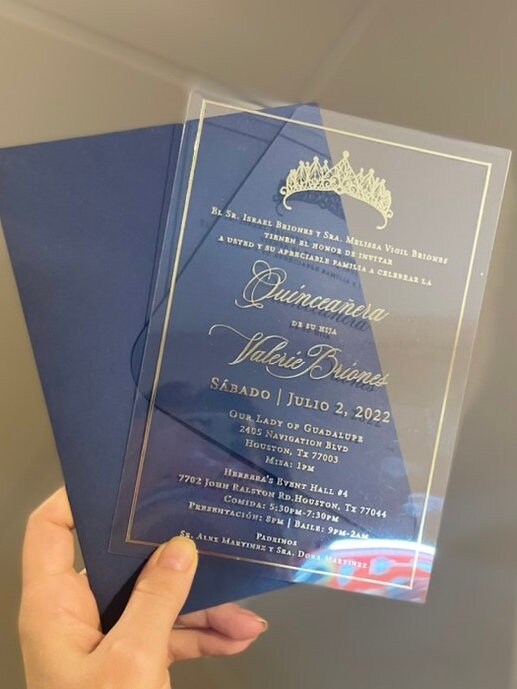 El Sr. Israel Briones y Sra. Melissa Vigil Briones
tienen el honor de invitar
a usted y su apreciable familia a celebrar la
Quinceañera
de su hija
Valerie Briones
Sábado | Julio 2, 2022
Our Lady of Guadalupe
2405 Navigation Blvd
Houston, Tx 77003
Misa: 1pm
Herrera's Event Hall #4
7702 John Ralston Rd. Houston, Tx 77044
Comida: 5:30pm-7:30pm
Presentación: 8pm | Baile: 9pm-2am
Padrinos
Sr. Alex Martinez y Sra. Dora Martinez